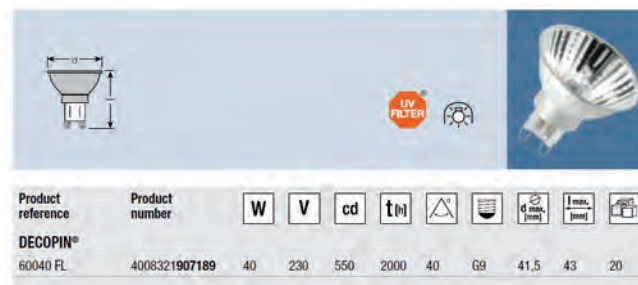 d
l
UV
FILTER
®
Product reference Product number W V cd t [h] d max. [mm] l max. [mm]
DECOPIN®
60040 FL 4008321907189 40 230 550 2000 40 G9 41,5 43 20